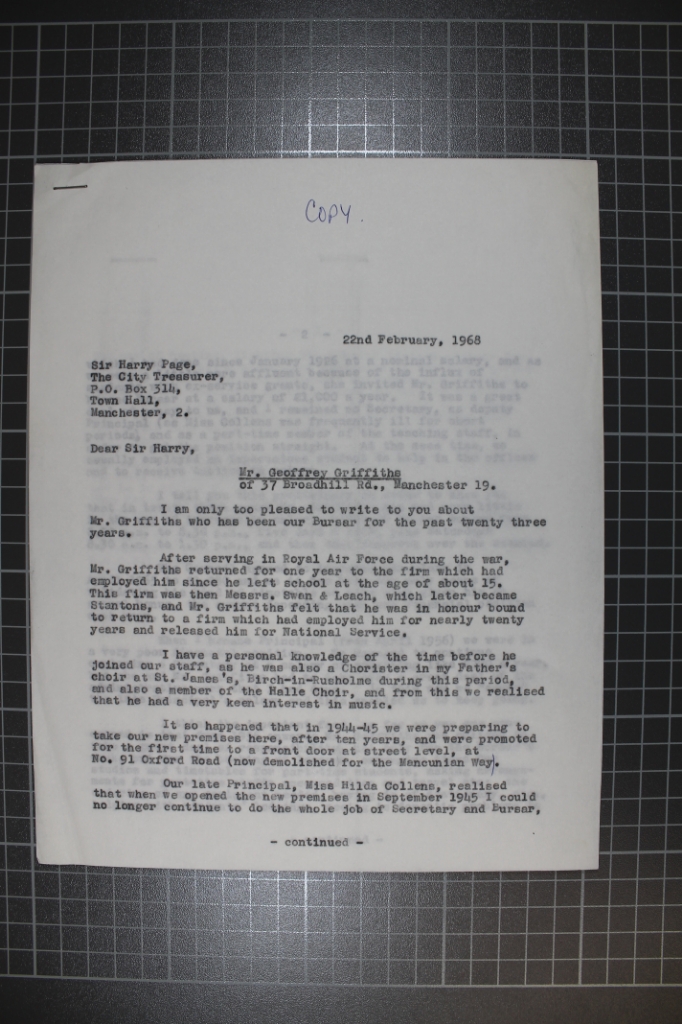 COPY.
22nd February, 1968
Sir Harry Page,
The City Treasurer,
P.O. Box 314,
Town Hall,
Manchester, 2.
Dear Sir Harry,
Mr. Geoffrey Griffiths
of 37 Broadhill Rd., Manchester 19.
I am only too pleased to write to you about
Mr. Griffiths who has been our Bursar for the past twenty three
years.
After serving in Royal Air Force during the war,
Mr. Griffiths returned for one year to the firm which had
employed him since he left school at the age of about 15.
This firm was then Messrs. Swan & Leach, which later became
Stantons, and Mr. Griffiths felt that he was in honour bound
to return to a firm which had employed him for nearly twenty
years and released him for National Service.
I have a personal knowledge of the time before he
joined our staff, as he was also a Chorister in my Father's
choir at St. James's, Birch-in-Rusholme during this period,
and also a member of the Halle Choir, and from this we realised
that he had a very keen interest in music.
It so happened that in 1944-45 we were preparing to
take our new premises here, after ten years, and were promoted
for the first time to a front door at street level, at
No. 91 Oxford Road (now demolished for the Mancunian Way).
Our late Principal, Miss Hilda Collens, realised
that when we opened the new premises in September 1945 I could
no longer continue to do the whole job of Secretary and Bursar,
- continued -